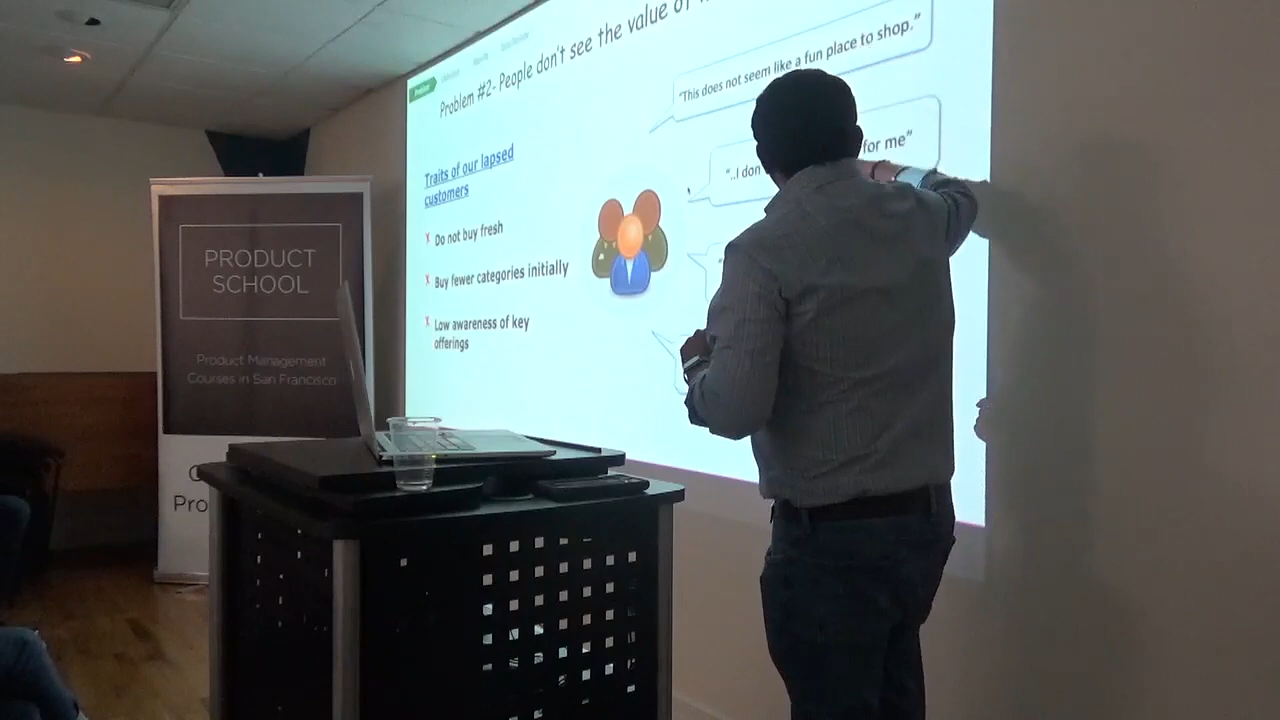 Problem
Problem #2- People don't see the value of
"This does not seem like a fun place to shop."
"..I don
for me"
Traits of our lapsed
customers
x Do not buy fresh
x Buy fewer categories initially
x Low awareness of key
offerings
PRODUCT
SCHOOL
Product Management
Courses in San Francisco
Pro